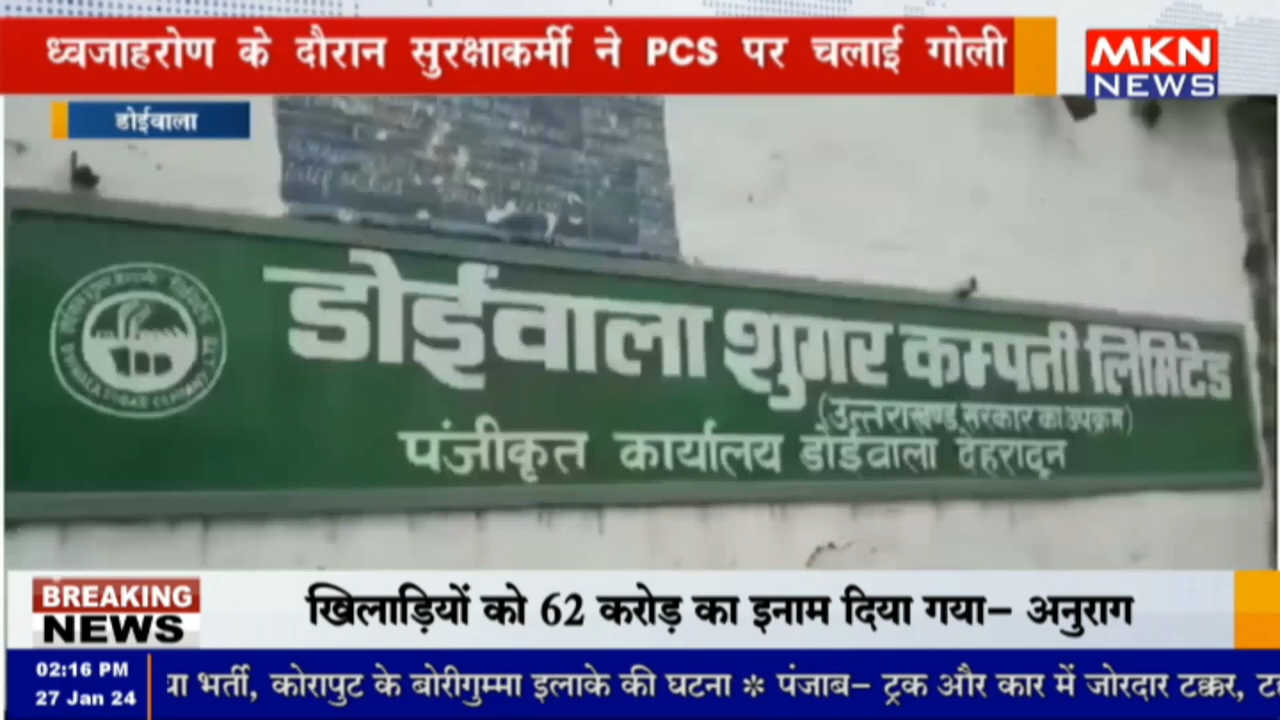 ध्वजाहरोण के दौरान सुरक्षाकर्मी ने PCS पर चलाई गोली
MKN
NEWS
डोईवाला
डोईवाला शुगर कम्पनी लिमिटेड
(उत्तराखण्ड सरकार का उपक्रम)
पंजीकृत कार्यालय डोईवाला देहरादून
BREAKING
NEWS
खिलाड़ियों को 62 करोड़ का इनाम दिया गया– अनुराग
02:16 PM
27 Jan 24
भर्ती, कोरापुट के बोरीगुम्मा इलाके की घटना * पंजाब– ट्रक और कार में जोरदार टक्कर,